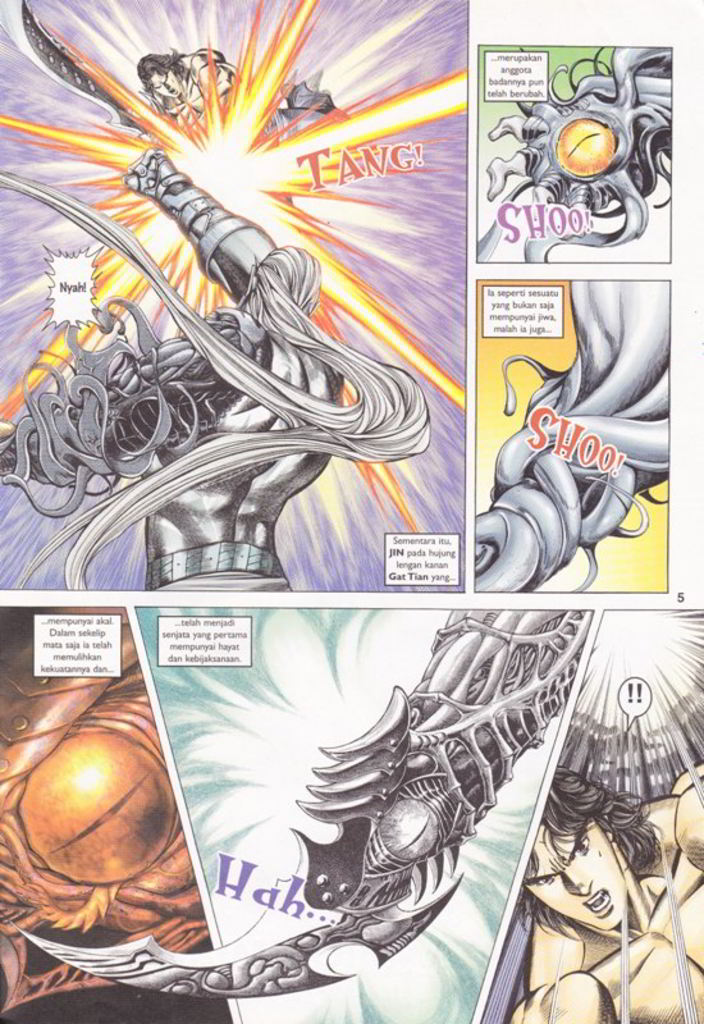 TANG!
Nyah!
Sementara itu,
JIN pada hujung
lengan kanan
Gat Tian yang...
...merupakan
anggota
badannya pun
telah berubah.
SHOO!
Ia seperti sesuatu
yang bukan saja
mempunyai jiwa,
malah ia juga...
SHOO!
5
...mempunyai akal.
Dalam sekelip
mata saja ia telah
memulihkan
kekuatannya dan...
...telah menjadi
senjata yang pertama
mempunyai hayat
dan kebijaksanaan.
Hah...
!!